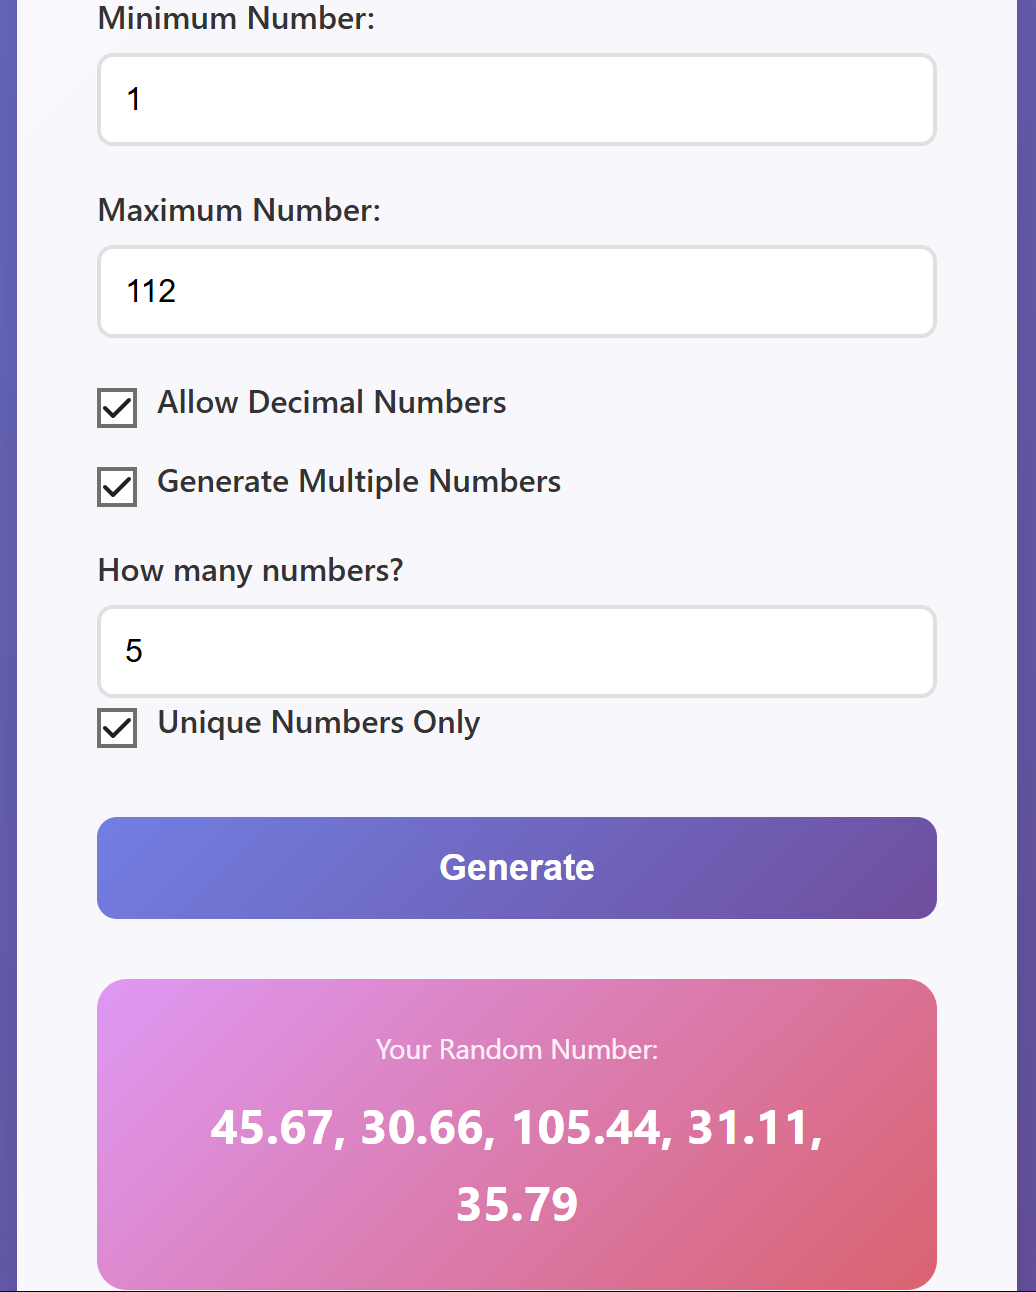 Minimum Number:
1
Maximum Number:
112
Allow Decimal Numbers
Generate Multiple Numbers
How many numbers?
5
Unique Numbers Only
Generate
Your Random Number:
45.67, 30.66, 105.44, 31.11,
35.79